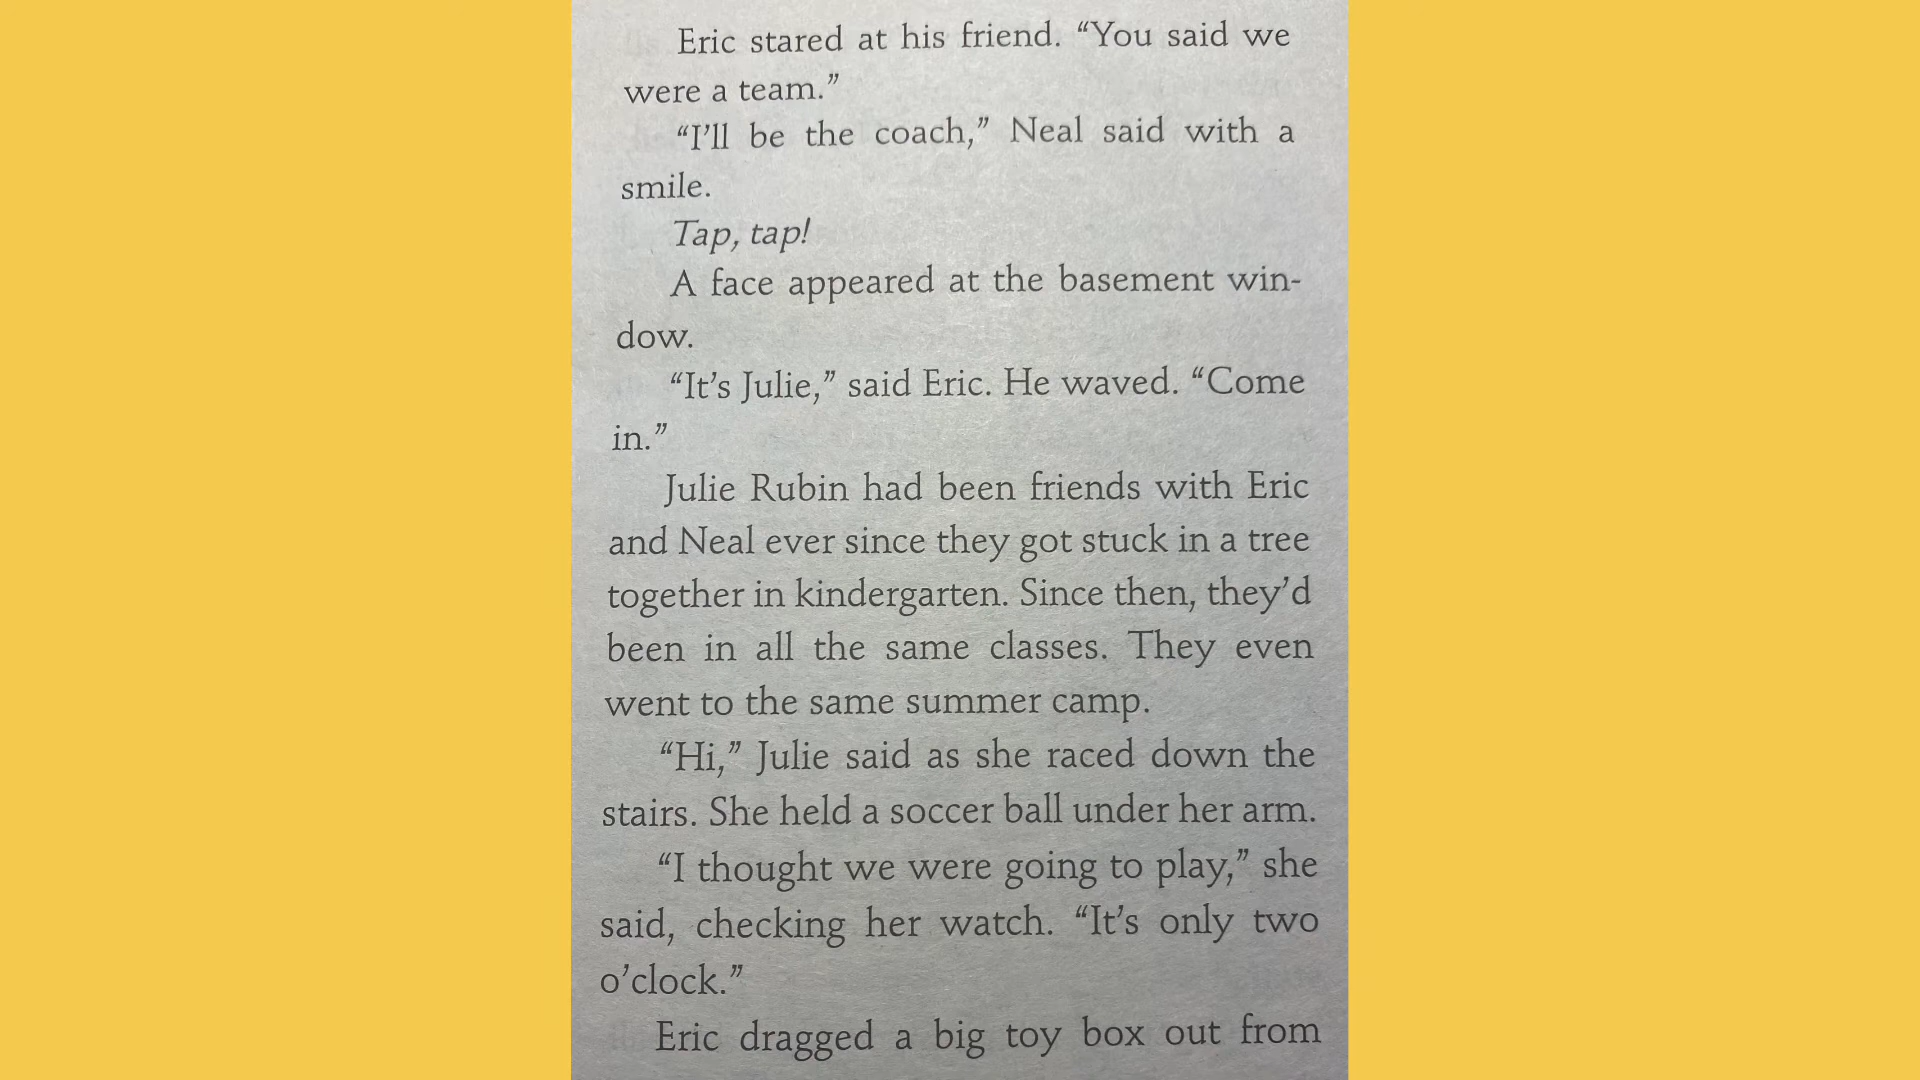 Eric stared at his friend. “You said we
were a team.”
“I’ll be the coach,” Neal said with a
smile.
Tap, tap!
A face appeared at the basement win-
dow.
“It’s Julie,” said Eric. He waved. “Come
in.”
Julie Rubin had been friends with Eric
and Neal ever since they got stuck in a tree
together in kindergarten. Since then, they’d
been in all the same classes. They even
went to the same summer camp.
“Hi,” Julie said as she raced down the
stairs. She held a soccer ball under her arm.
“I thought we were going to play,” she
said, checking her watch. “It’s only two
o’clock.”
Eric dragged a big toy box out from